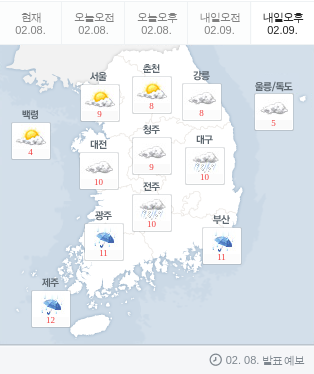 현재 오늘오전 오늘오후 내일오전 내일오후
02.08. 02.08. 02.08. 02.09. 02.09.
춘천
8
서울
9
강릉
8
울릉/독도
5
백령
4
청주
9
대전
10
대구
10
전주
10
광주
11
부산
11
제주
12
02. 08. 발표 예보